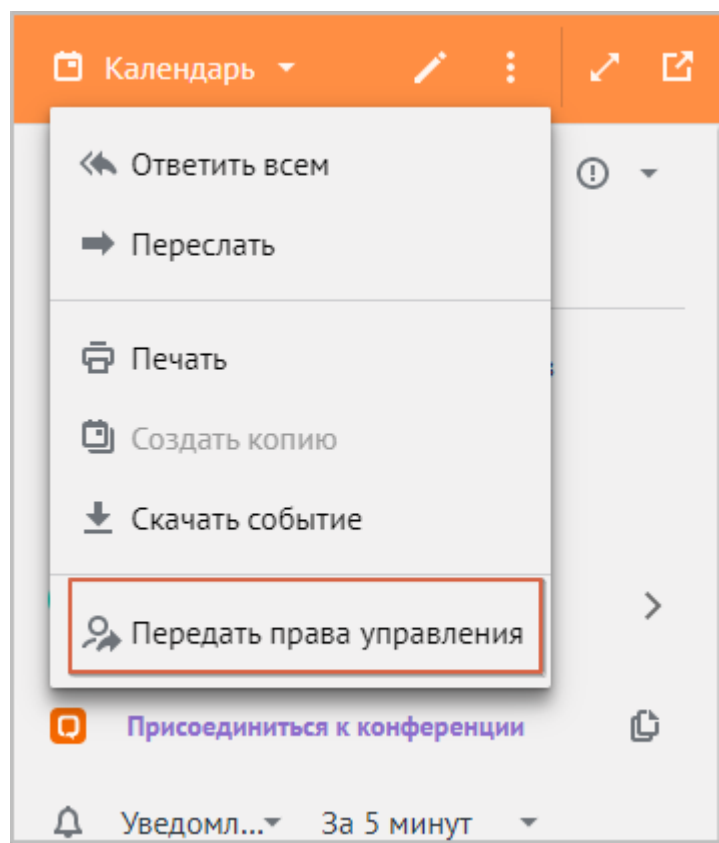 Календарь
Ответить всем
Переслать
Печать
Создать копию
Скачать событие
Передать права управления
Присоединиться к конференции
Уведомл... За 5 минут